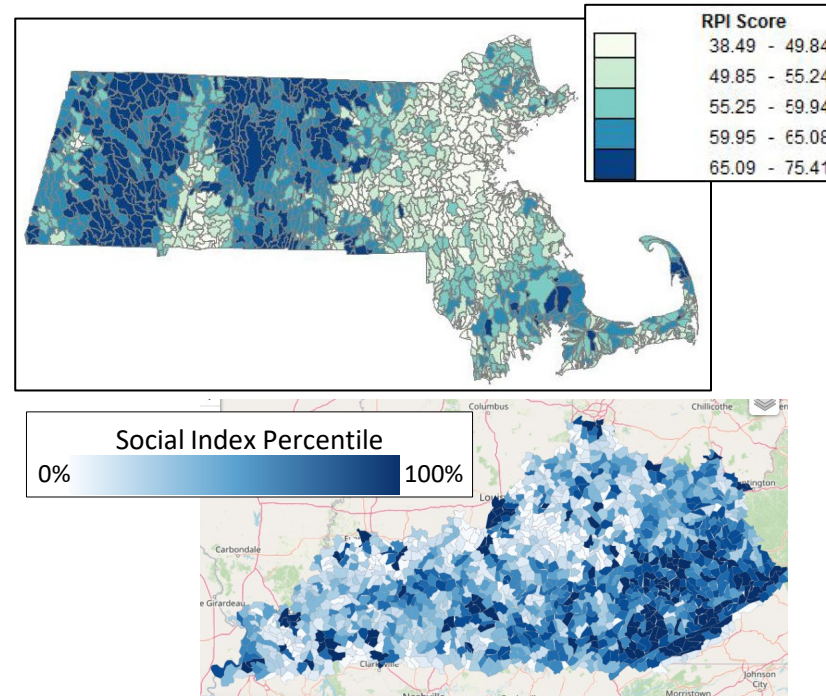 RPI Score
38.49 - 49.84
49.85 - 55.24
55.25 - 59.94
59.95 - 65.08
65.09 - 75.41
Columbus
Chillicothe
Social Index Percentile
0% 100%
Carbondale
Johnson
City
Morristown